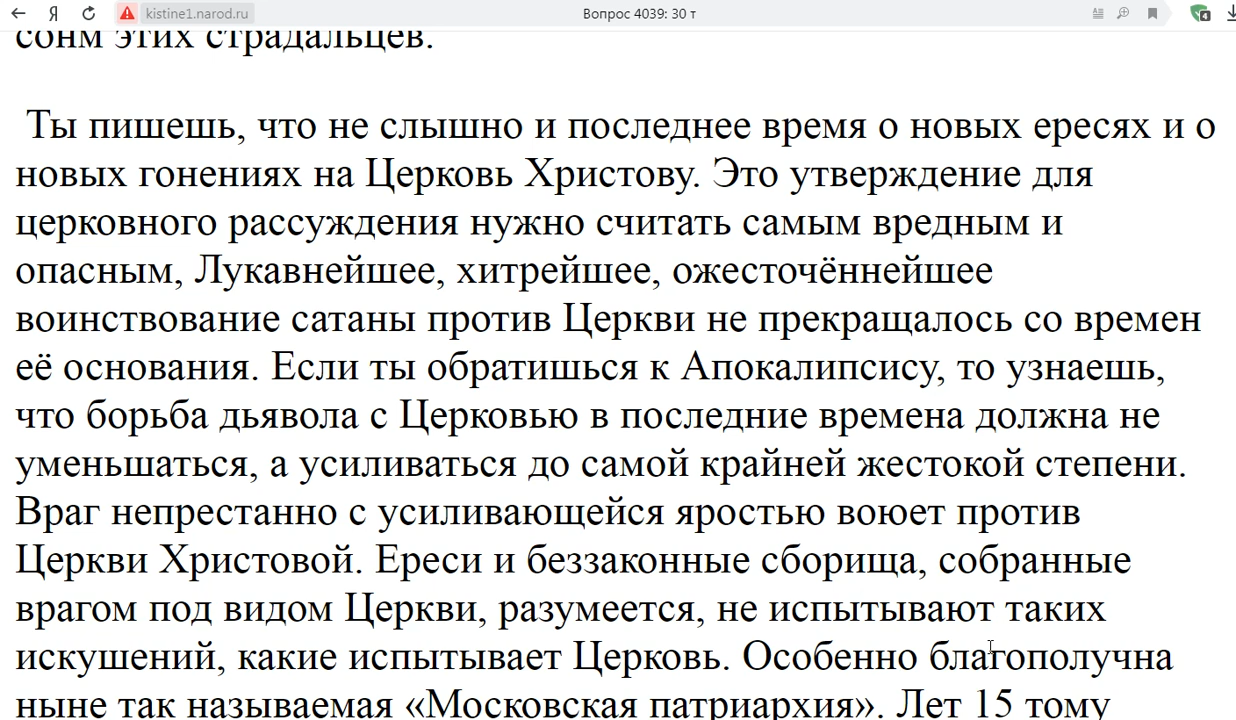 kistine1.narod.ru
Вопрос 4039: 30 т
4
сонм этих страдальцев.
Ты пишешь, что не слышно и последнее время о новых ересях и о
новых гонениях на Церковь Христову. Это утверждение для
церковного рассуждения нужно считать самым вредным и
опасным, Лукавнейшее, хитрейшее, ожесточённейшее
воинствование сатаны против Церкви не прекращалось со времен
её основания. Если ты обратишься к Апокалипсису, то узнаешь,
что борьба дьявола с Церковью в последние времена должна не
уменьшаться, а усиливаться до самой крайней жестокой степени.
Враг непрестанно с усиливающейся яростью воюет против
Церкви Христовой. Ереси и беззаконные сборища, собранные
врагом под видом Церкви, разумеется, не испытывают таких
искушений, какие испытывает Церковь. Особенно благополучна
ныне так называемая «Московская патриархия». Лет 15 тому